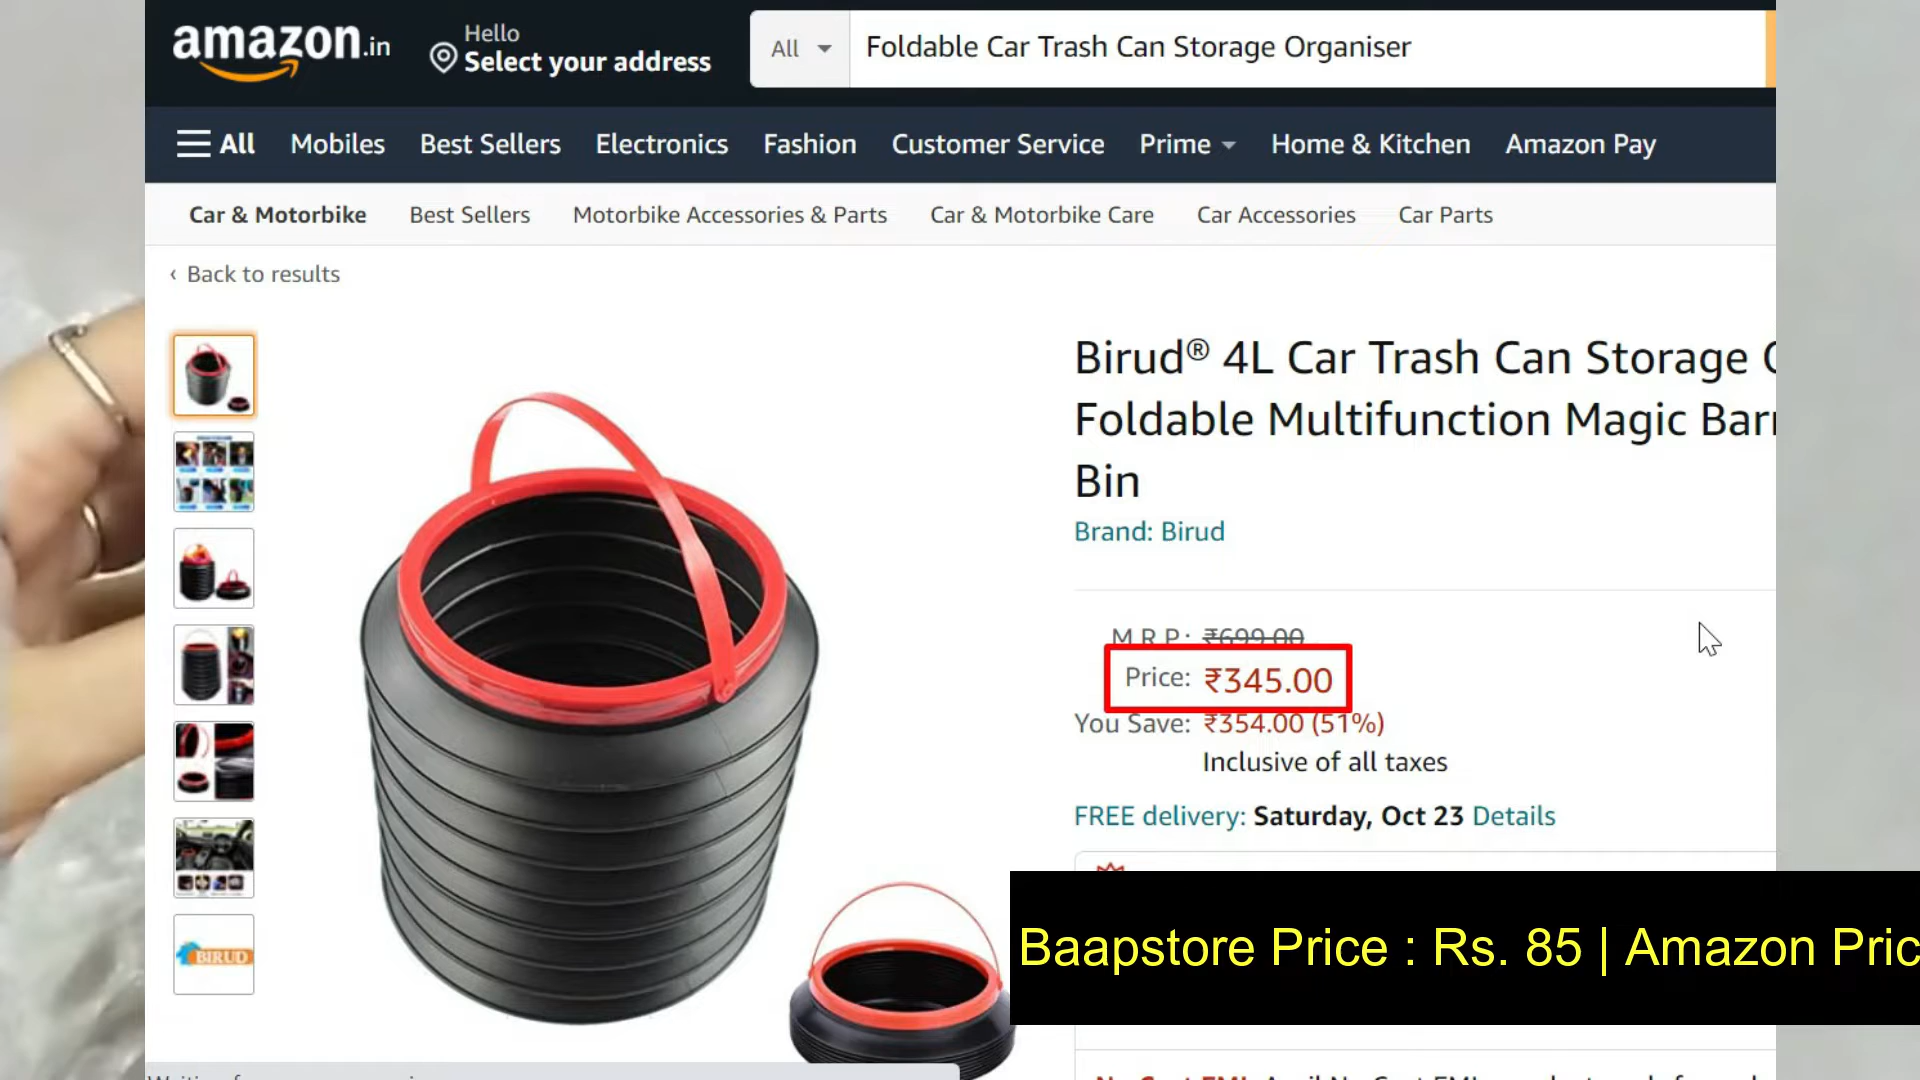 amazon.in
Hello
Select your address
All
Foldable Car Trash Can Storage Organiser
All Mobiles Best Sellers Electronics Fashion Customer Service Prime Home & Kitchen Amazon Pay
Car & Motorbike Best Sellers Motorbike Accessories & Parts Car & Motorbike Care Car Accessories Car Parts
‹ Back to results
Birud® 4L Car Trash Can Storage
Foldable Multifunction Magic
Bin
Brand: Birud
M.R.P.: ₹699.00
Price: ₹345.00
You Save: ₹354.00 (51%)
Inclusive of all taxes
FREE delivery: Saturday, Oct 23 Details
BIRUD
Baapstore Price : Rs. 85 | Amazon Pric